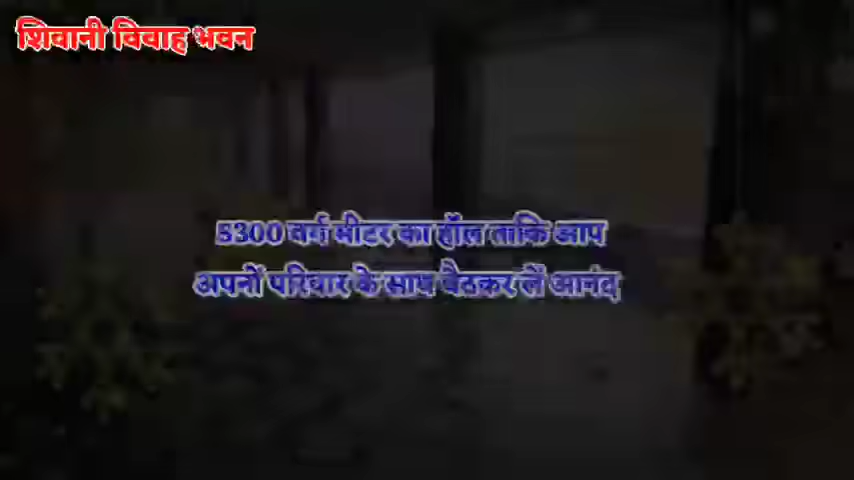 शिवानी विवाह भवन
5300 वर्ग मीटर का हॉल ताकि आप
अपनों परिवार के साथ बैठकर लें आनंद